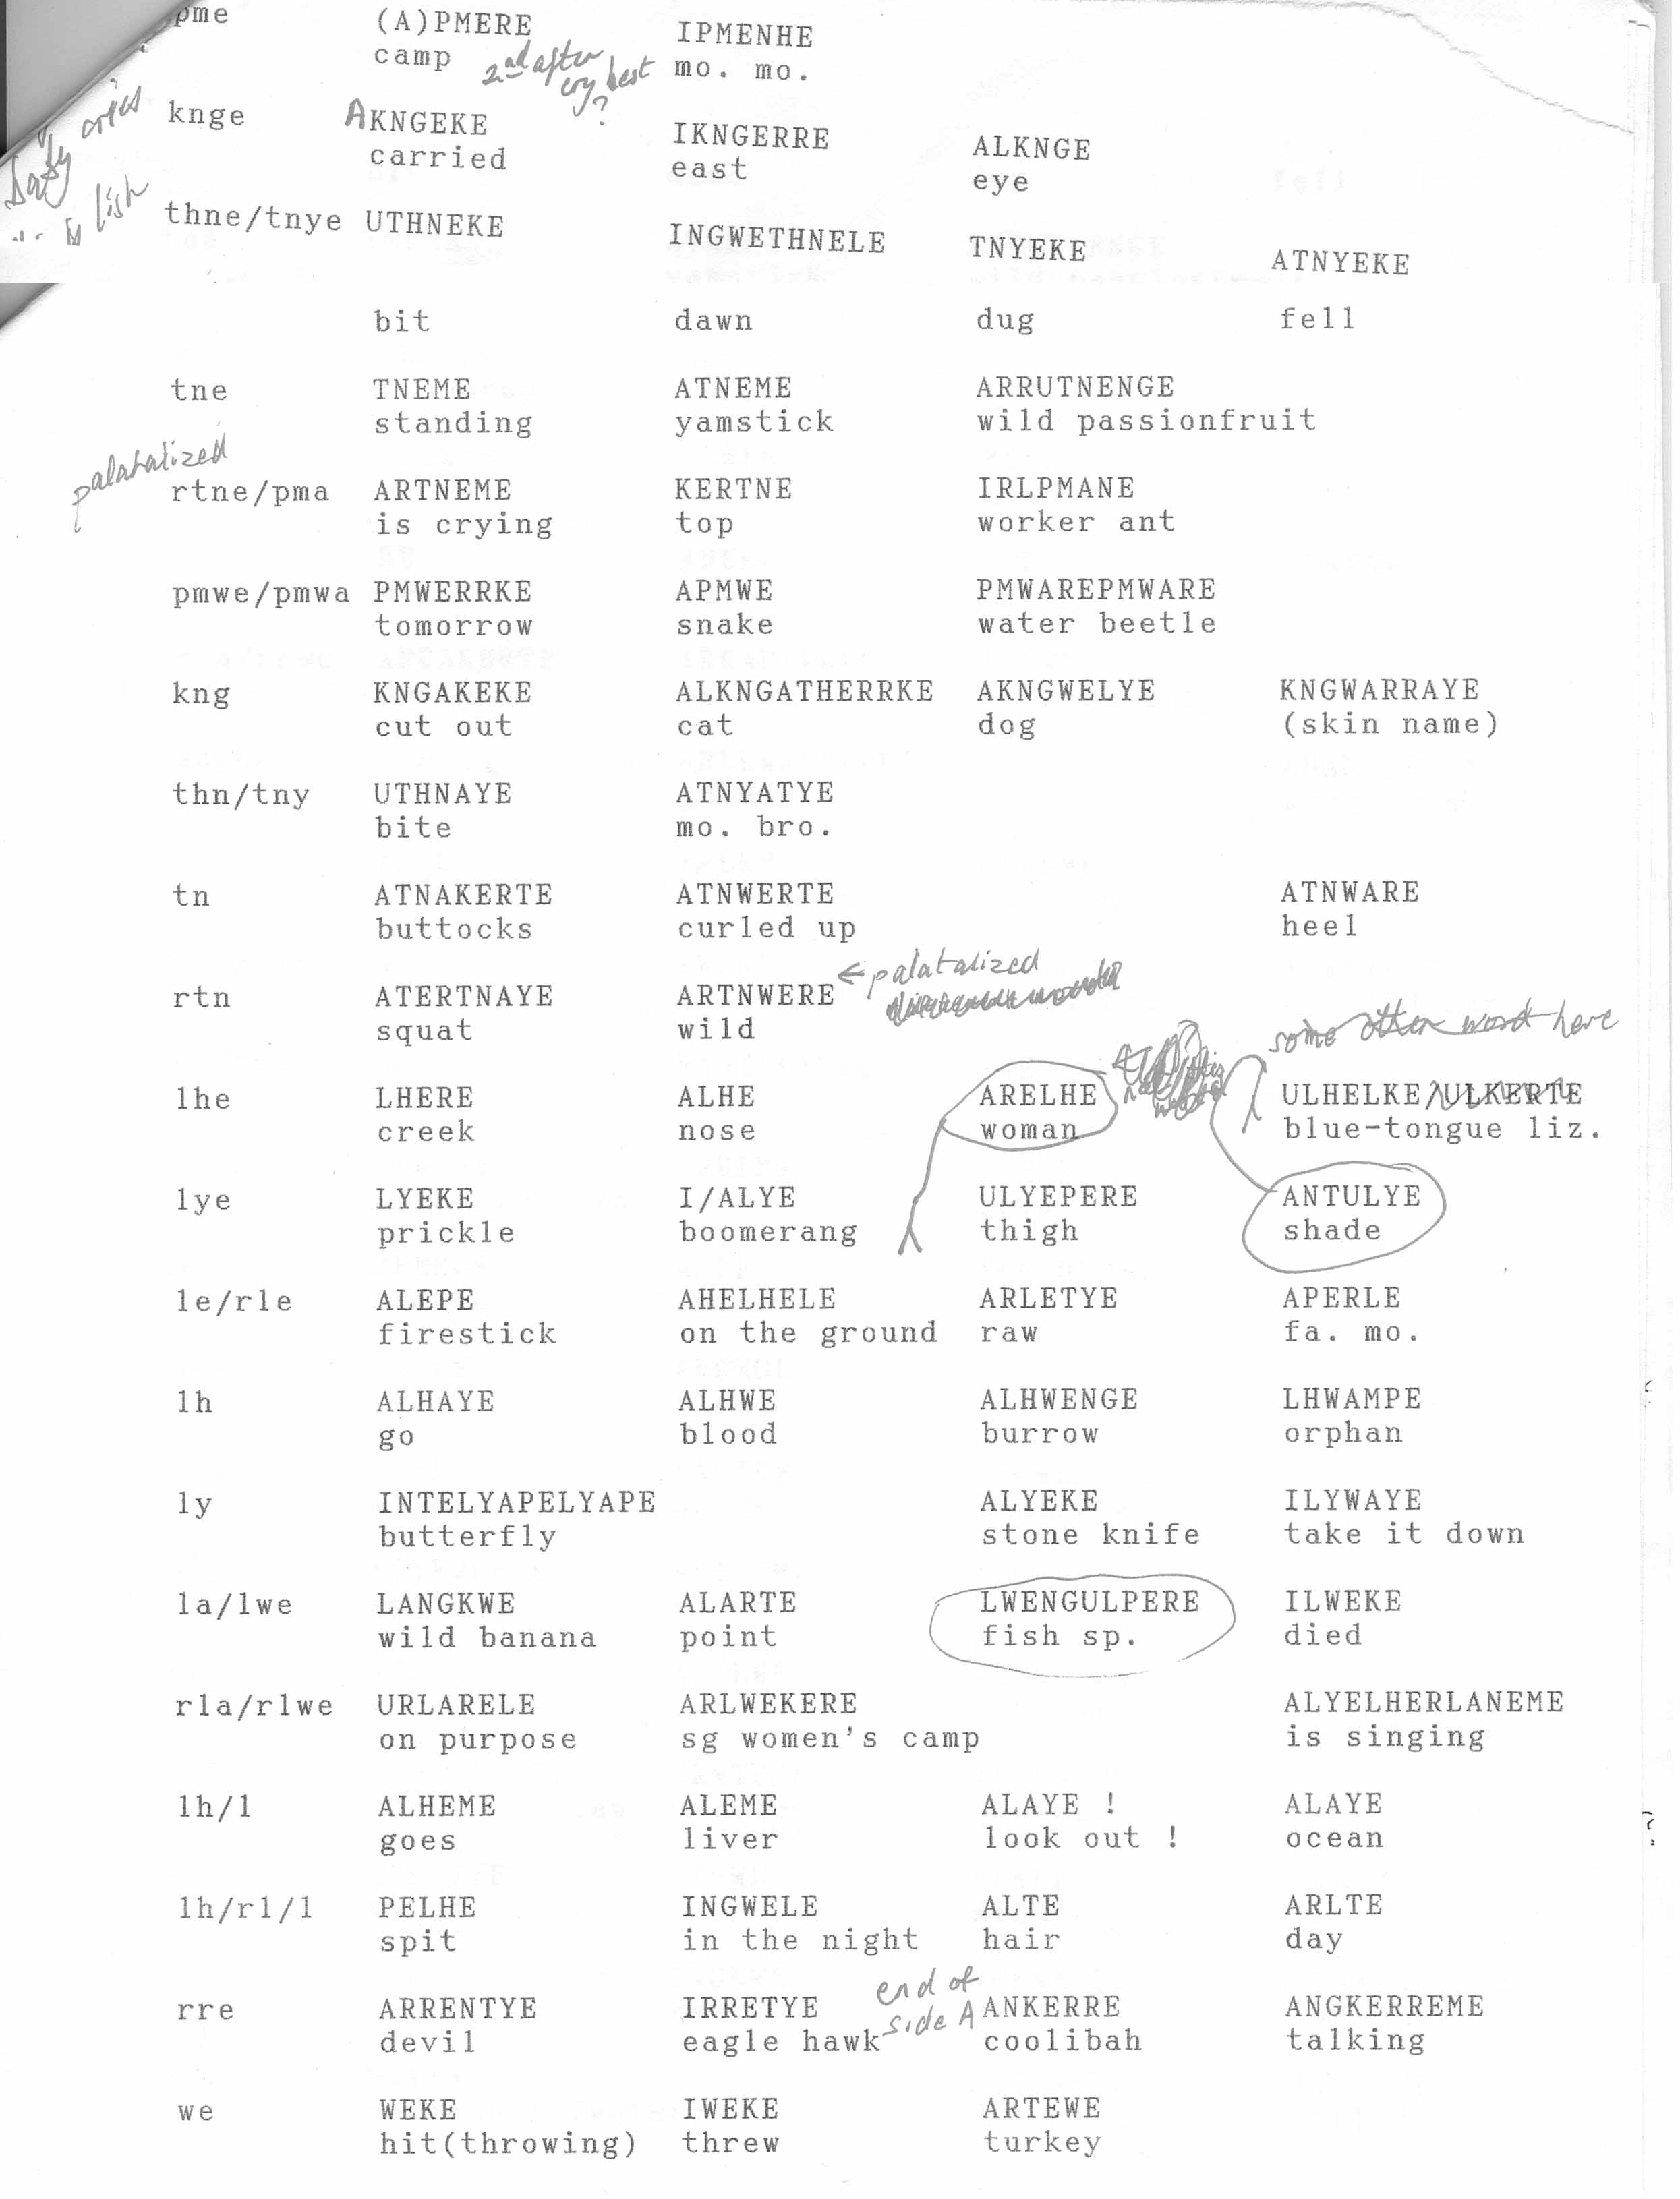 pme (A)PMERE IPMENHE
camp mo. mo.
2nd after cry best?
knge AKNGEKE IKNGERRE ALKNGE
carried east eye
thne/tnye UTHNEKE INGWETHNELE TNYEKE ATNYEKE
bit dawn dug fell
tne TNEME ATNEME ARRUTNENGE
standing yamstick wild passionfruit
palatalized
rtne/pma ARTNEME KERTNE IRLPMANE
is crying top worker ant
pmwe/pmwa PMWERRKE APMWE PMWAREPMWARE
tomorrow snake water beetle
kng KNGAKEKE ALKNGATHERRKE AKNGWELYE KNGWARRAYE
cut out cat dog (skin name)
thn/tny UTHNAYE ATNYATYE
bite mo. bro.
tn ATNAKERTE ATNWERTE ATNWARE
buttocks curled up heel
← palatalized
rtn ATERTNAYE ARTNWERE
squat wild
some other word here
lhe LHERE ALHE ARELHE ULHELKE/ULKERTE
creek nose woman blue-tongue liz.
lye LYEKE I/ALYE ULYEPERE ANTULYE
prickle boomerang thigh shade
le/rle ALEPE AHELHELE ARLETYE APERLE
firestick on the ground raw fa. mo.
lh ALHAYE ALHWE ALHWENGE LHWAMPE
go blood burrow orphan
ly INTELYAPELYAPE ALYEKE ILYWAYE
butterfly stone knife take it down
la/lwe LANGKWE ALARTE LWENGULPERE ILWEKE
wild banana point fish sp. died
rla/rlwe URLARELE ARLWEKERE ALYELHERLANEME
on purpose sg women's camp is singing
lh/l ALHEME ALEME ALAYE ! ALAYE
goes liver look out ! ocean
lh/rl/l PELHE INGWELE ALTE ARLTE
spit in the night hair day
end of side A
rre ARRENTYE IRRETYE ANKERRE ANGKERREME
devil eagle hawk coolibah talking
we WEKE IWEKE ARTEWE
hit(throwing) threw turkey